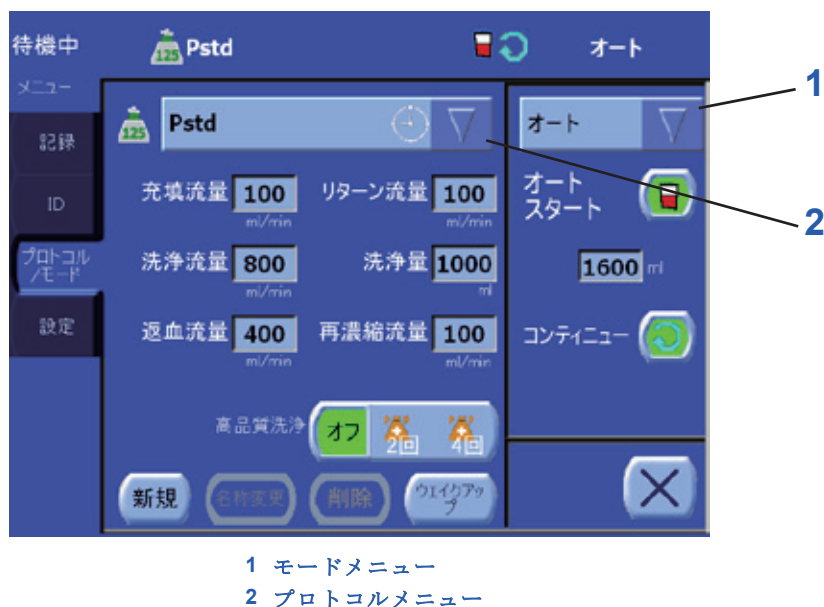 待機中
125 Pstd
オート
メニュー
記録
ID
プロトコル
/モード
設定
125 Pstd
充填流量 100 ml/min
リターン流量 100 ml/min
洗浄流量 800 ml/min
洗浄量 1000 ml
返血流量 400 ml/min
再濃縮流量 100 ml/min
高品質洗浄 オフ 2回 4回
新規 名称変更 削除 ウェイクアッ
プ
オート
オート
スタート
1600 ml
コンティニュー
1
2
1 モードメニュー
2 プロトコルメニュー